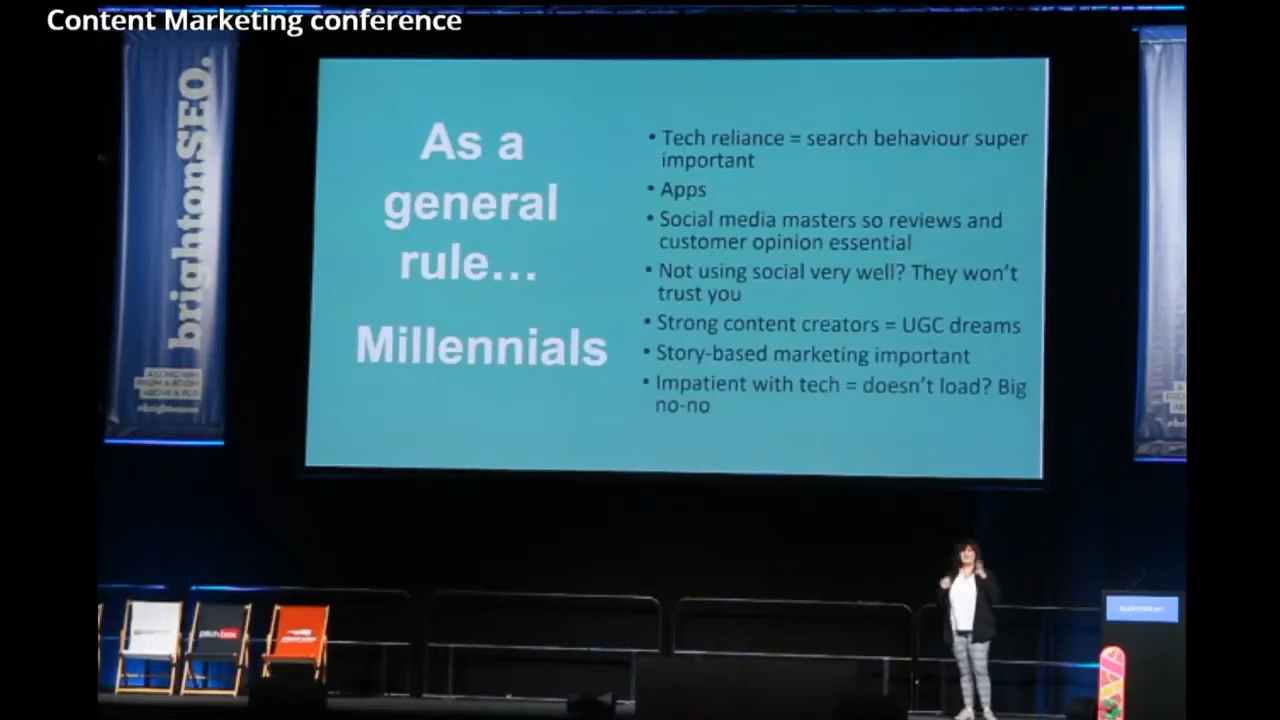 Content Marketing conference
brightonSEO.
As a
general
rule...
Millennials
• Tech reliance = search behaviour super
important
• Apps
• Social media masters so reviews and
customer opinion essential
• Not using social very well? They won't
trust you
• Strong content creators = UGC dreams
• Story-based marketing important
• Impatient with tech = doesn't load? Big
no-no
pitchbox